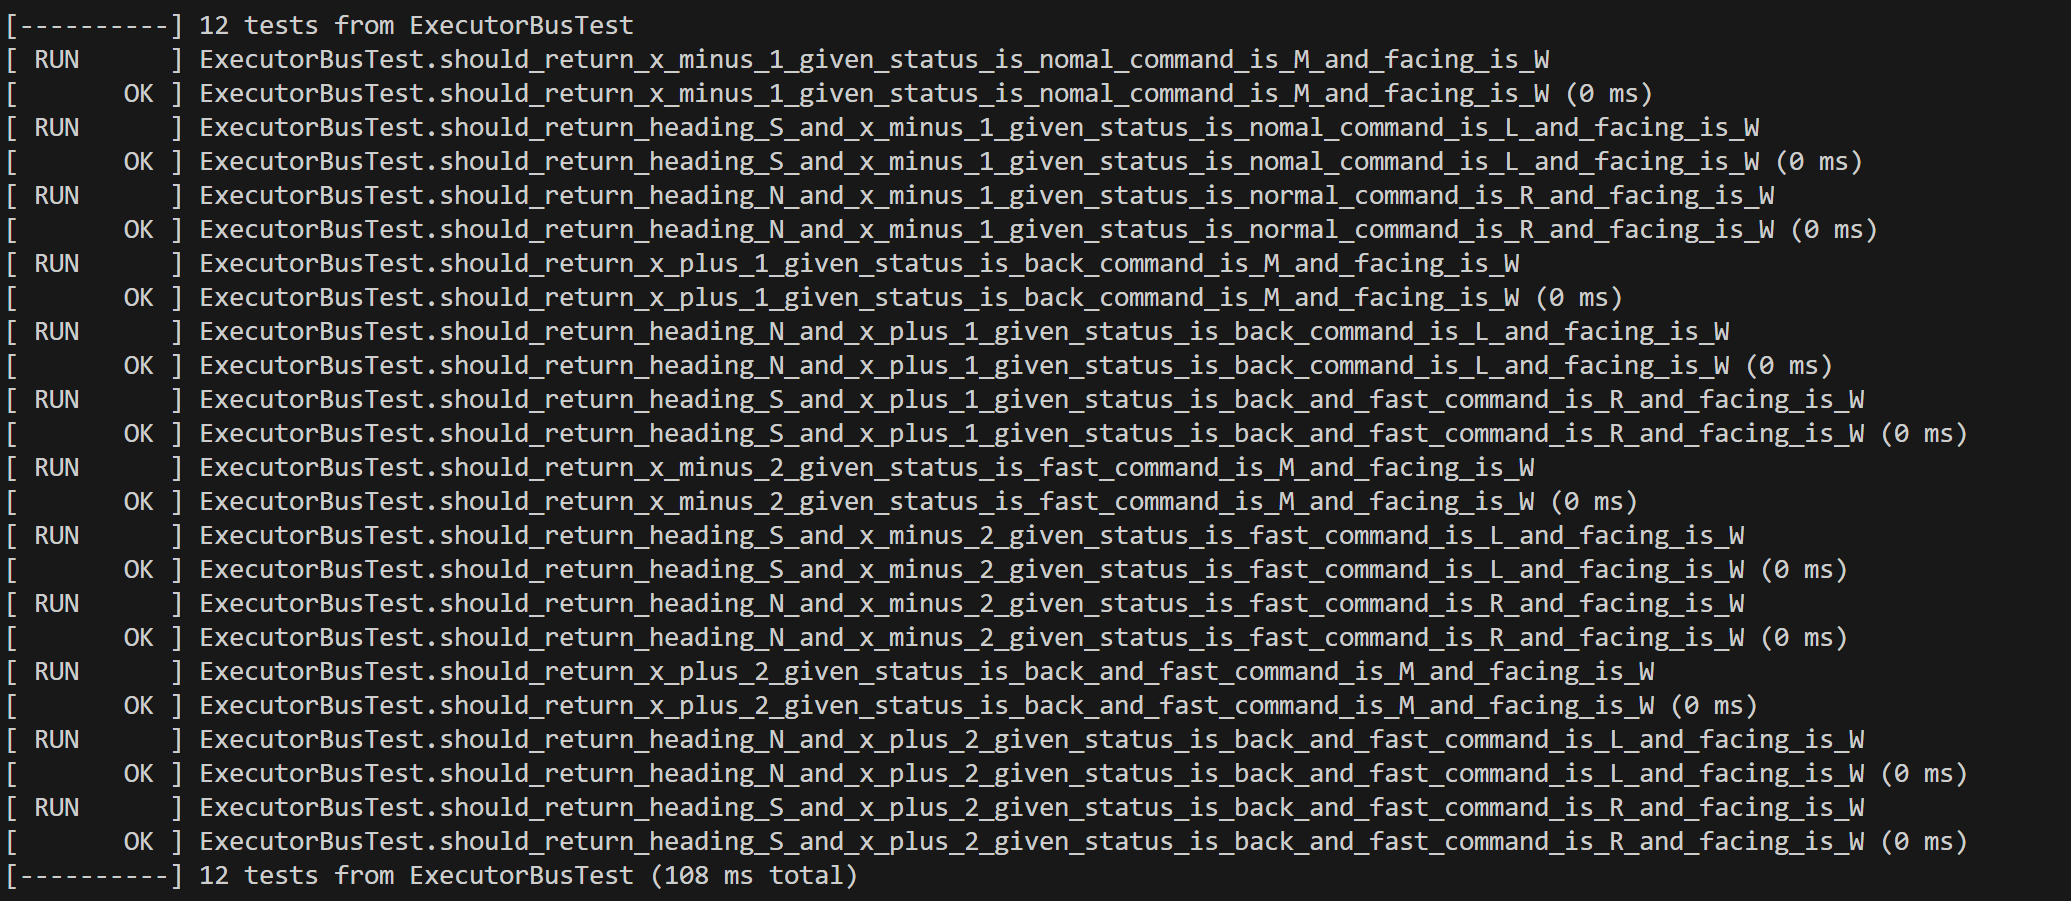 [----------] 12 tests from ExecutorBusTest
[ RUN      ] ExecutorBusTest.should_return_x_minus_1_given_status_is_nomal_command_is_M_and_facing_is_W
[       OK ] ExecutorBusTest.should_return_x_minus_1_given_status_is_nomal_command_is_M_and_facing_is_W (0 ms)
[ RUN      ] ExecutorBusTest.should_return_heading_S_and_x_minus_1_given_status_is_nomal_command_is_L_and_facing_is_W
[       OK ] ExecutorBusTest.should_return_heading_S_and_x_minus_1_given_status_is_nomal_command_is_L_and_facing_is_W (0 ms)
[ RUN      ] ExecutorBusTest.should_return_heading_N_and_x_minus_1_given_status_is_normal_command_is_R_and_facing_is_W
[       OK ] ExecutorBusTest.should_return_heading_N_and_x_minus_1_given_status_is_normal_command_is_R_and_facing_is_W (0 ms)
[ RUN      ] ExecutorBusTest.should_return_x_plus_1_given_status_is_back_command_is_M_and_facing_is_W
[       OK ] ExecutorBusTest.should_return_x_plus_1_given_status_is_back_command_is_M_and_facing_is_W (0 ms)
[ RUN      ] ExecutorBusTest.should_return_heading_N_and_x_plus_1_given_status_is_back_command_is_L_and_facing_is_W
[       OK ] ExecutorBusTest.should_return_heading_N_and_x_plus_1_given_status_is_back_command_is_L_and_facing_is_W (0 ms)
[ RUN      ] ExecutorBusTest.should_return_heading_S_and_x_plus_1_given_status_is_back_and_fast_command_is_R_and_facing_is_W
[       OK ] ExecutorBusTest.should_return_heading_S_and_x_plus_1_given_status_is_back_and_fast_command_is_R_and_facing_is_W (0 ms)
[ RUN      ] ExecutorBusTest.should_return_x_minus_2_given_status_is_fast_command_is_M_and_facing_is_W
[       OK ] ExecutorBusTest.should_return_x_minus_2_given_status_is_fast_command_is_M_and_facing_is_W (0 ms)
[ RUN      ] ExecutorBusTest.should_return_heading_S_and_x_minus_2_given_status_is_fast_command_is_L_and_facing_is_W
[       OK ] ExecutorBusTest.should_return_heading_S_and_x_minus_2_given_status_is_fast_command_is_L_and_facing_is_W (0 ms)
[ RUN      ] ExecutorBusTest.should_return_heading_N_and_x_minus_2_given_status_is_fast_command_is_R_and_facing_is_W
[       OK ] ExecutorBusTest.should_return_heading_N_and_x_minus_2_given_status_is_fast_command_is_R_and_facing_is_W (0 ms)
[ RUN      ] ExecutorBusTest.should_return_x_plus_2_given_status_is_back_and_fast_command_is_M_and_facing_is_W
[       OK ] ExecutorBusTest.should_return_x_plus_2_given_status_is_back_and_fast_command_is_M_and_facing_is_W (0 ms)
[ RUN      ] ExecutorBusTest.should_return_heading_N_and_x_plus_2_given_status_is_back_and_fast_command_is_L_and_facing_is_W
[       OK ] ExecutorBusTest.should_return_heading_N_and_x_plus_2_given_status_is_back_and_fast_command_is_L_and_facing_is_W (0 ms)
[ RUN      ] ExecutorBusTest.should_return_heading_S_and_x_plus_2_given_status_is_back_and_fast_command_is_R_and_facing_is_W
[       OK ] ExecutorBusTest.should_return_heading_S_and_x_plus_2_given_status_is_back_and_fast_command_is_R_and_facing_is_W (0 ms)
[----------] 12 tests from ExecutorBusTest (108 ms total)